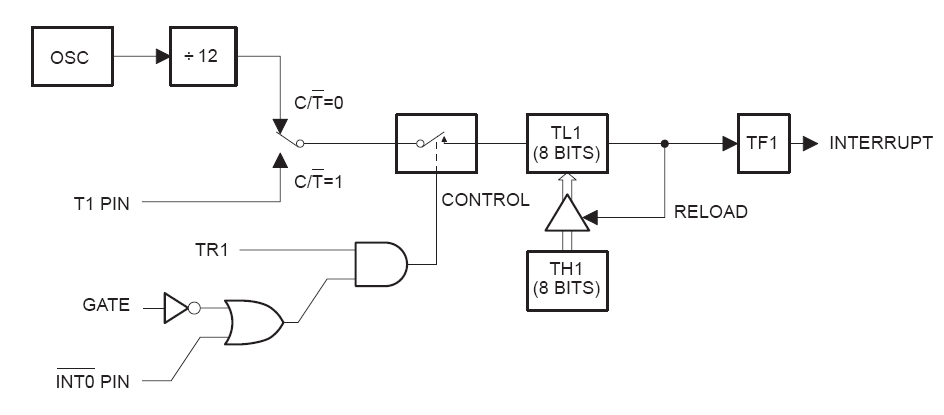 OSC
÷ 12
C/T̅=0
C/T̅=1
T1 PIN
TL1
(8 BITS)
TF1
INTERRUPT
CONTROL
RELOAD
TR1
TH1
(8 BITS)
GATE
I̅N̅T̅0̅ PIN